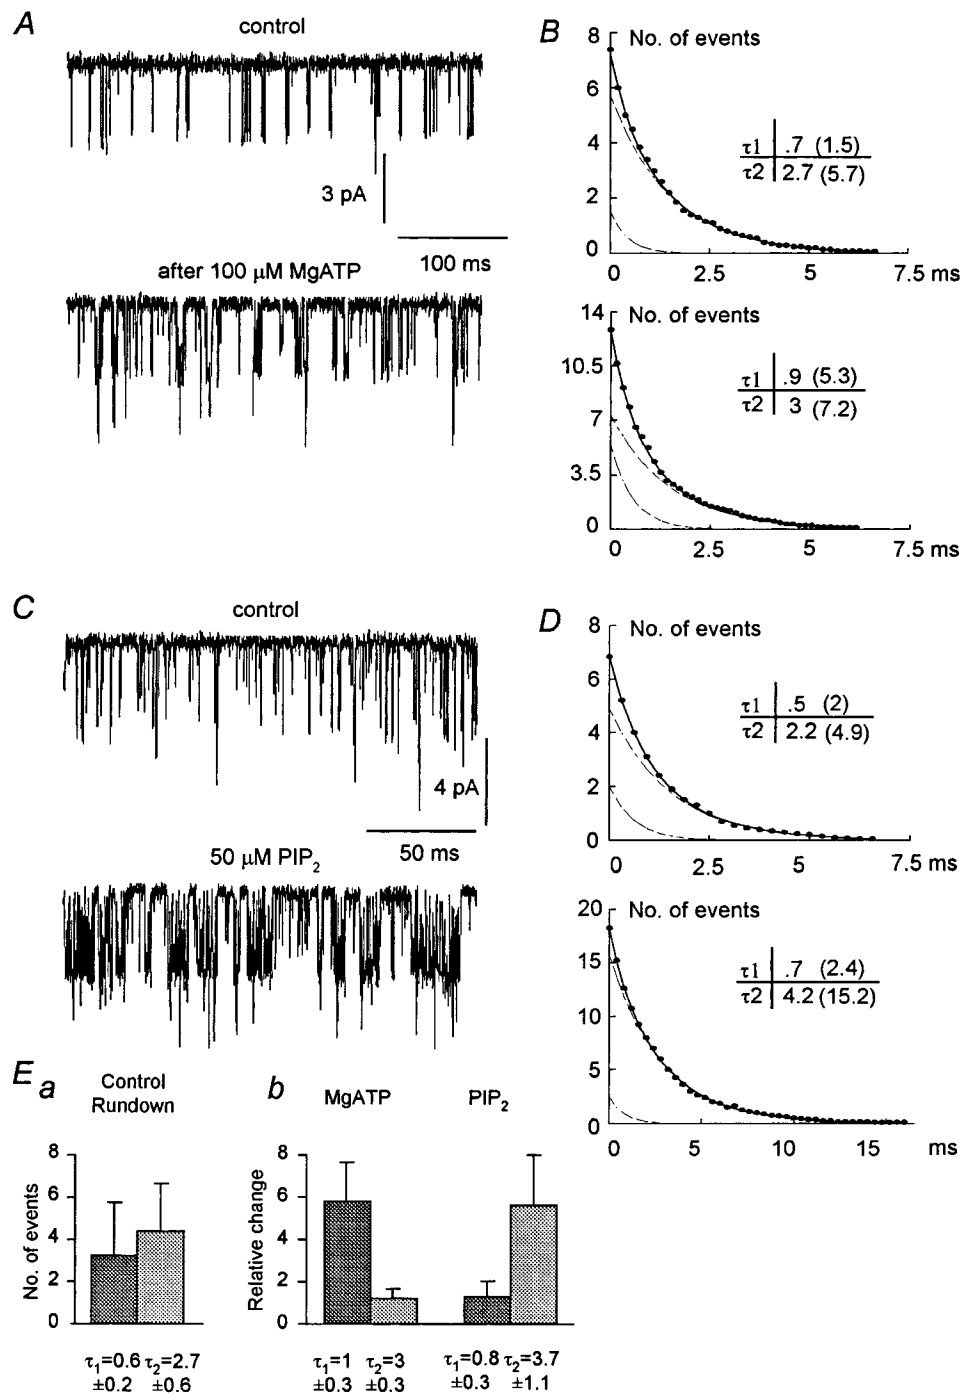 A
control
3 pA
100 ms
after 100 μM MgATP
B
No. of events
8
6
4
2
0
0 2.5 5 7.5 ms
τ1 .7 (1.5)
τ2 2.7 (5.7)
No. of events
14
10.5
7
3.5
0
0 2.5 5 7.5 ms
τ1 .9 (5.3)
τ2 3 (7.2)
C
control
4 pA
50 ms
50 μM PIP2
D
No. of events
8
6
4
2
0
0 2.5 5 7.5 ms
τ1 .5 (2)
τ2 2.2 (4.9)
No. of events
20
15
10
5
0
0 5 10 15 ms
τ1 .7 (2.4)
τ2 4.2 (15.2)
E a
Control
Rundown
No. of events
8
6
4
2
0
τ1=0.6 τ2=2.7
±0.2 ±0.6
b
MgATP PIP2
Relative change
8
6
4
2
0
τ1=1 τ2=3 τ1=0.8 τ2=3.7
±0.3 ±0.3 ±0.3 ±1.1